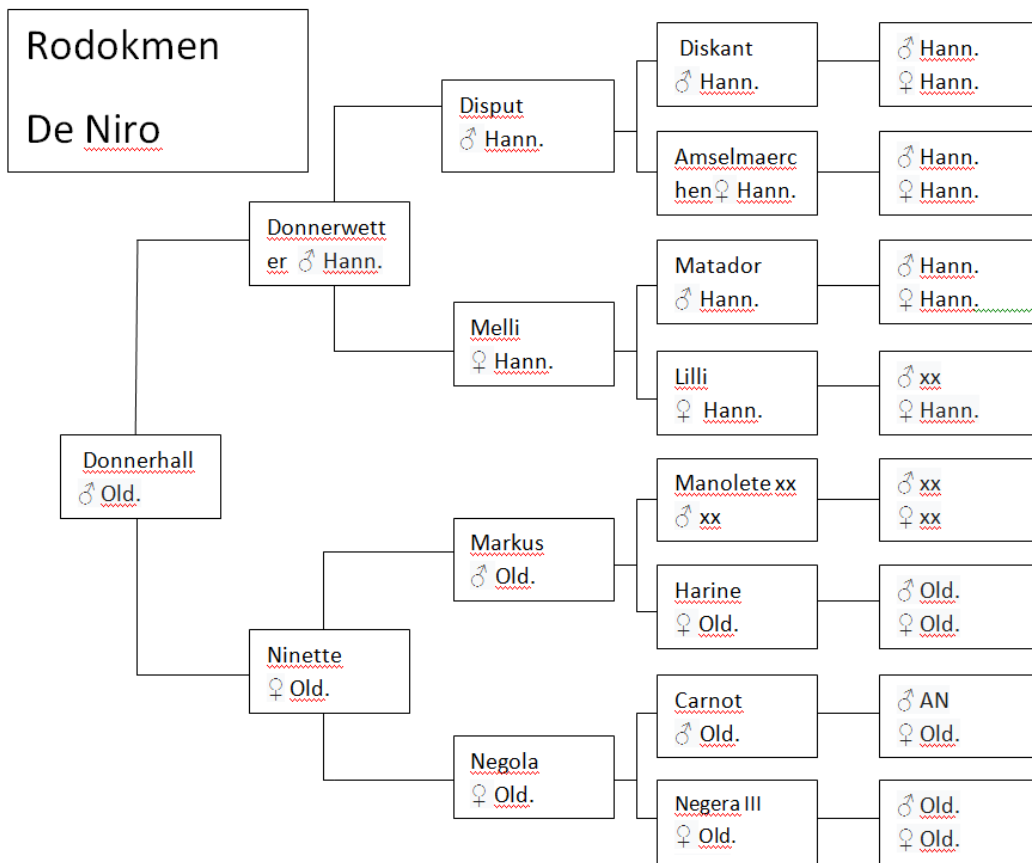 Rodokmen
De Niro
Donnerhall
♂ Old.
Donnerwett
er ♂ Hann.
Ninette
♀ Old.
Disput
♂ Hann.
Melli
♀ Hann.
Markus
♂ Old.
Negola
♀ Old.
Diskant
♂ Hann.
Amselmaerc
hen♀ Hann.
Matador
♂ Hann.
Lilli
♀ Hann.
Manolete xx
♂ xx
Harine
♀ Old.
Carnot
♂ Old.
Negera III
♀ Old.
♂ Hann.
♀ Hann.
♂ Hann.
♀ Hann.
♂ Hann.
♀ Hann.
♂ xx
♀ Hann.
♂ xx
♀ xx
♂ Old.
♀ Old.
♂ AN
♀ Old.
♂ Old.
♀ Old.